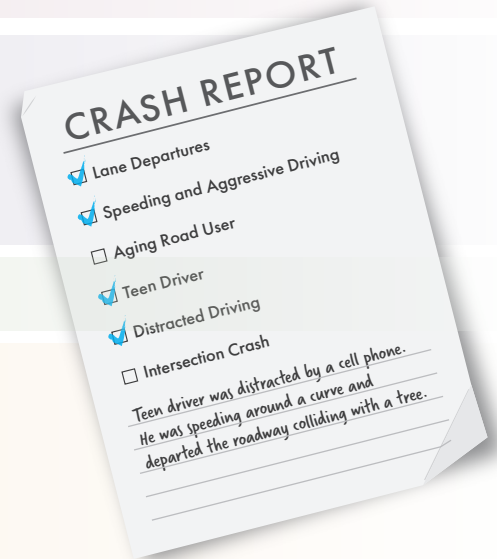 CRASH REPORT
Lane Departures
Speeding and Aggressive Driving
Aging Road User
Teen Driver
Distracted Driving
Intersection Crash
Teen driver was distracted by a cell phone.
He was speeding around a curve and
departed the roadway colliding with a tree.